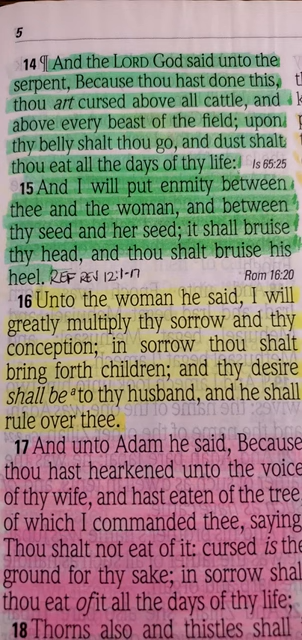 5
14 ¶ And the LORD God said unto the
serpent, Because thou hast done this,
thou art cursed above all cattle, and
above every beast of the field; upon
thy belly shalt thou go, and dust shalt
thou eat all the days of thy life: Is 65:25
15 And I will put enmity between
thee and the woman, and between
thy seed and her seed; it shall bruise
thy head, and thou shalt bruise his
heel. REF REV 12:1-17 Rom 16:20
16 Unto the woman he said, I will
greatly multiply thy sorrow and thy
conception; in sorrow thou shalt
bring forth children; and thy desire
shall be a to thy husband, and he shall
rule over thee.
17 And unto Adam he said, Because
thou hast hearkened unto the voice
of thy wife, and hast eaten of the tree
of which I commanded thee, saying
Thou shalt not eat of it: cursed is the
ground for thy sake; in sorrow shal
thou eat of it all the days of thy life;
18 Thorns also and thistles shall